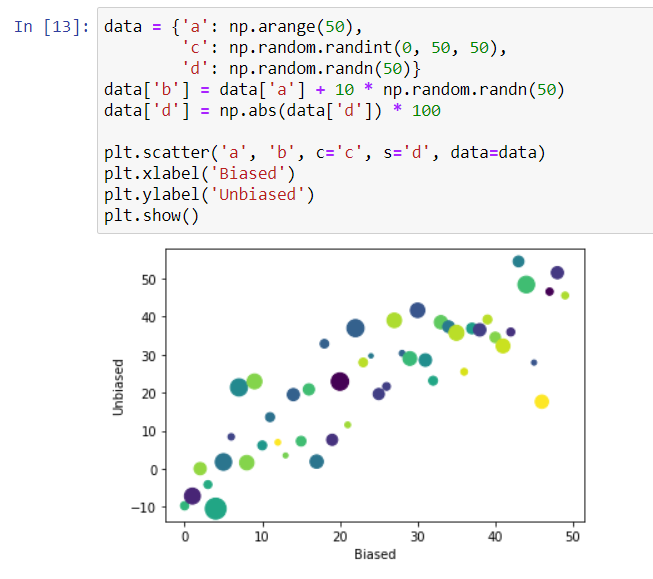 In [13]: data = {'a': np.arange(50),
'c': np.random.randint(0, 50, 50),
'd': np.random.randn(50)}
data['b'] = data['a'] + 10 * np.random.randn(50)
data['d'] = np.abs(data['d']) * 100
plt.scatter('a', 'b', c='c', s='d', data=data)
plt.xlabel('Biased')
plt.ylabel('Unbiased')
plt.show()
50
40
30
20
10
0
−10
Unbiased
0 10 20 30 40 50
Biased